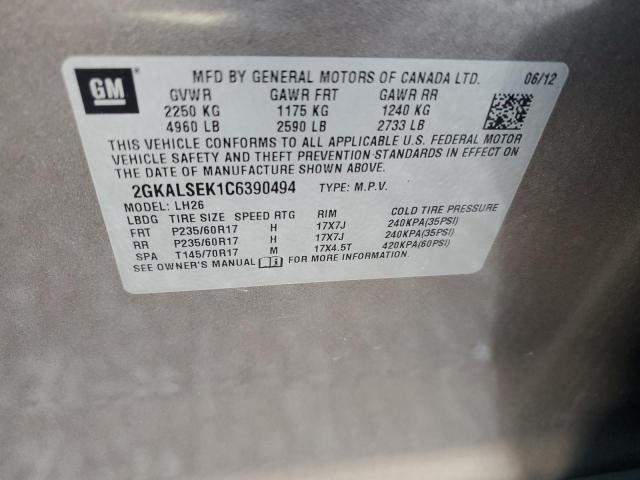 GM
MFD BY GENERAL MOTORS OF CANADA LTD. 06/12
GVWR GAWR FRT GAWR RR
2250 KG 1175 KG 1240 KG
4960 LB 2590 LB 2733 LB
THIS VEHICLE CONFORMS TO ALL APPLICABLE U.S. FEDERAL MOTOR
VEHICLE SAFETY AND THEFT PREVENTION STANDARDS IN EFFECT ON
THE DATE OF MANUFACTURE SHOWN ABOVE.
2GKALSEK1C6390494 TYPE: M.P.V.
MODEL: LH26
LBDG TIRE SIZE SPEED RTG RIM COLD TIRE PRESSURE
FRT P235/60R17 H 17X7J 240KPA(35PSI)
RR P235/60R17 H 17X7J 240KPA(35PSI)
SPA T145/70R17 M 17X4.5T 420KPA(60PSI)
SEE OWNER'S MANUAL FOR MORE INFORMATION.